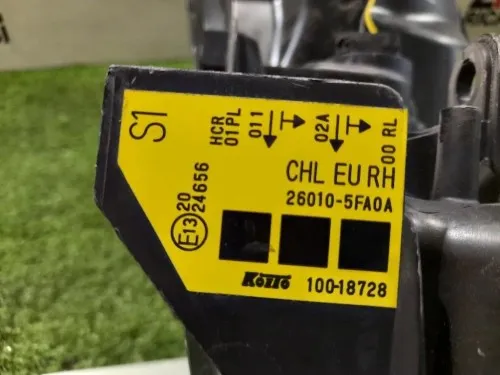 S1
HCR
01PL
011
02A
00 RL
CHL EU RH
26010-5FA0A
E13
20
24656
KOITO
100-18728